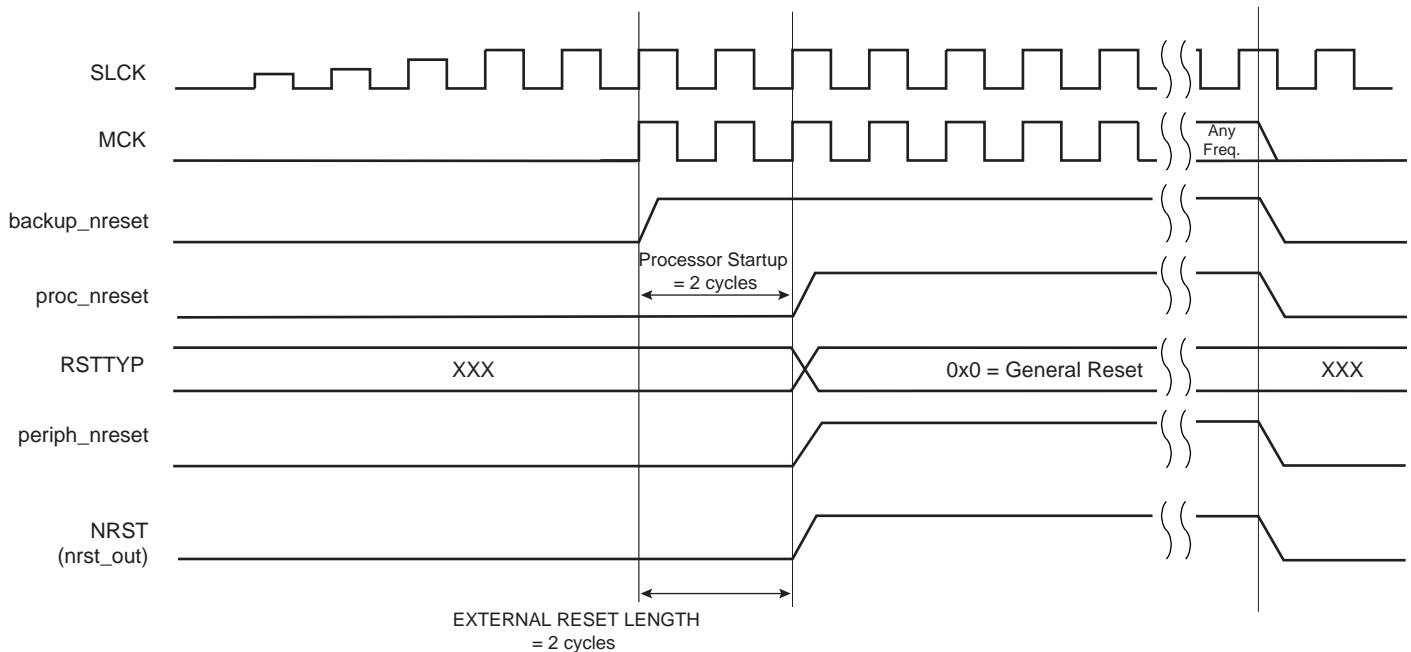 SLCK
MCK
Any
Freq.
backup_nreset
Processor Startup
= 2 cycles
proc_nreset
RSTTYP
XXX
0x0 = General Reset
XXX
periph_nreset
NRST
(nrst_out)
EXTERNAL RESET LENGTH
= 2 cycles